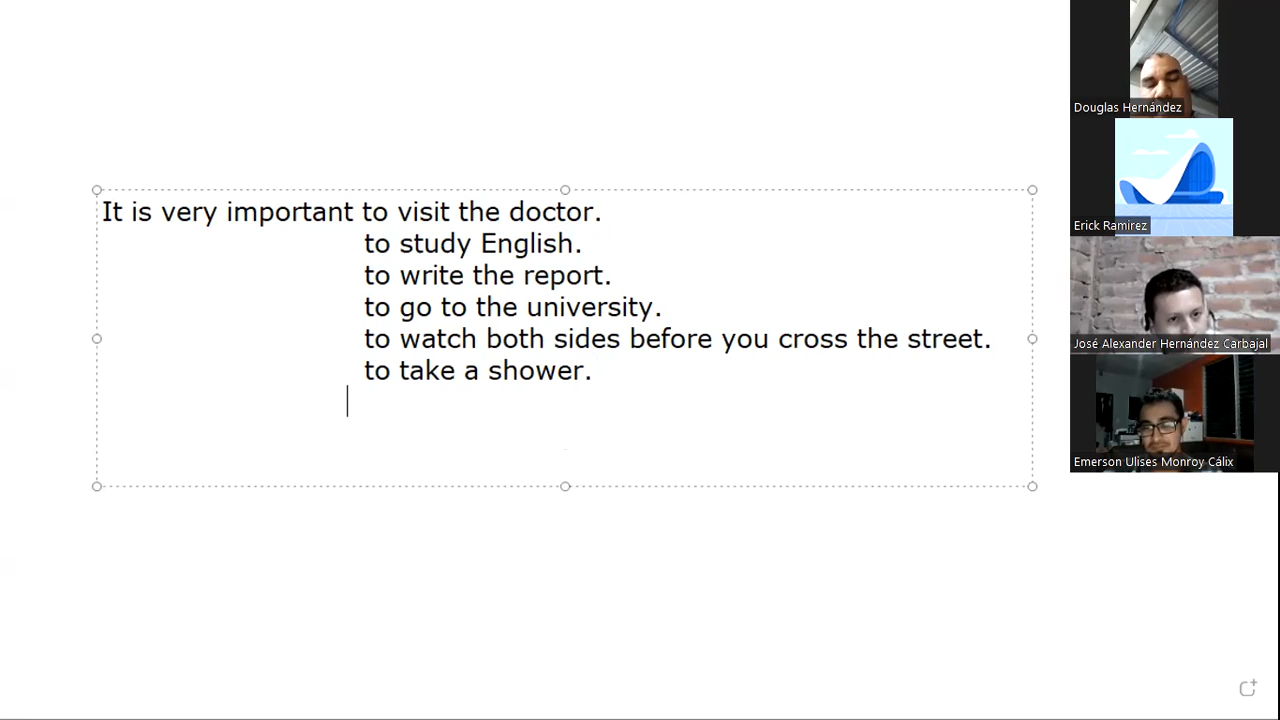 It is very important to visit the doctor.
to study English.
to write the report.
to go to the university.
to watch both sides before you cross the street.
to take a shower.
Douglas Hernández
Erick Ramirez
José Alexander Hernández Carbajal
Emerson Ulises Monroy Cálix